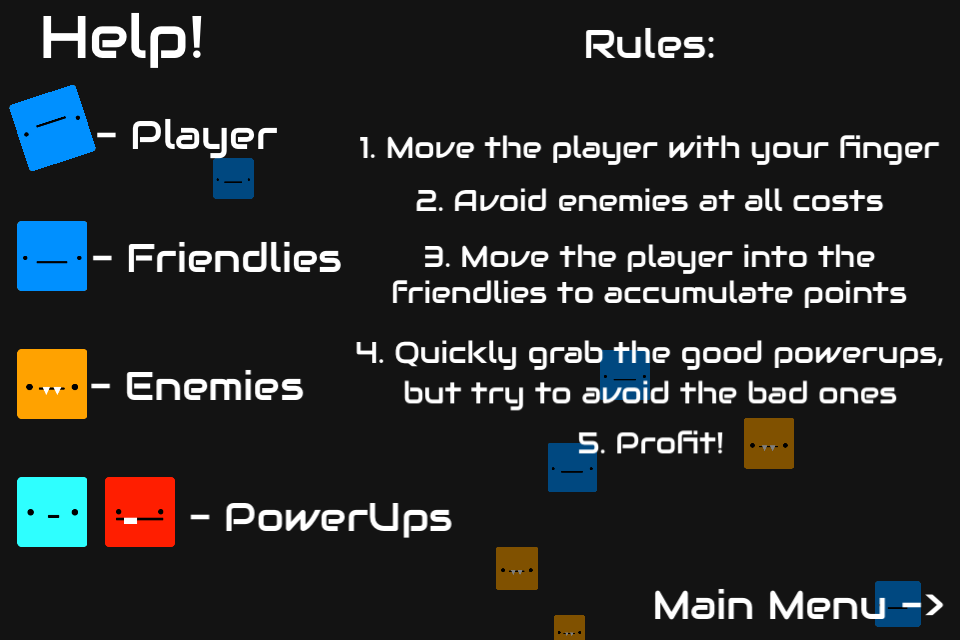 Help!
- Player
- Friendlies
- Enemies
- PowerUps
Rules:
1. Move the player with your finger
2. Avoid enemies at all costs
3. Move the player into the
friendlies to accumulate points
4. Quickly grab the good powerups,
but try to avoid the bad ones
5. Profit!
Main Menu ->